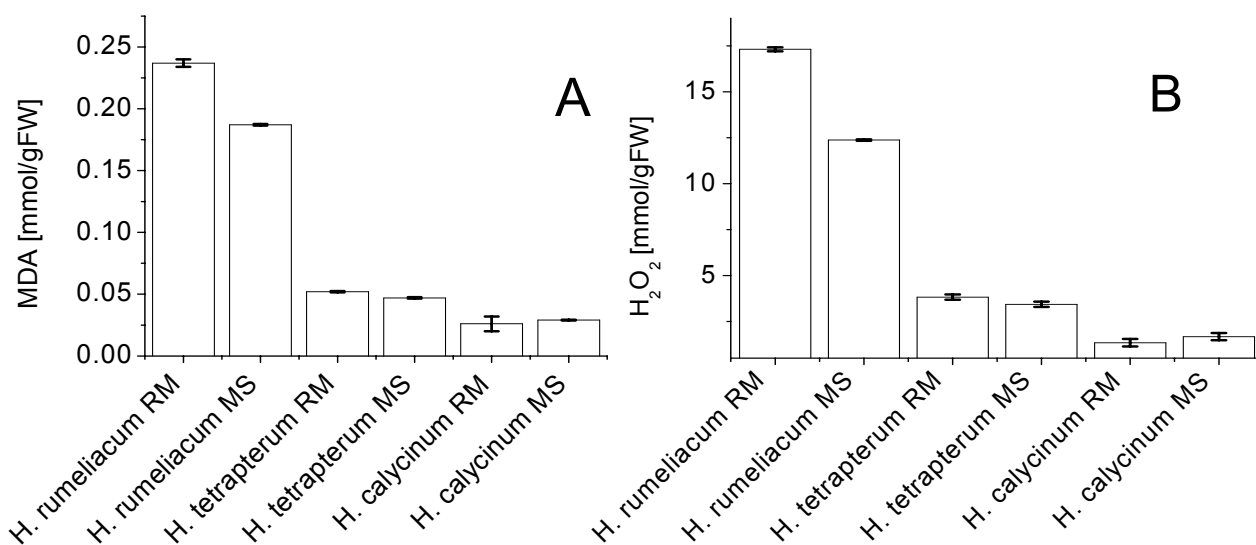 A
MDA [mmol/gFW]
0.25
0.20
0.15
0.10
0.05
0.00
H. rumeliacum RM
H. rumeliacum MS
H. tetrapterum RM
H. tetrapterum MS
H. calycinum RM
H. calycinum MS
B
H₂O₂ [mmol/gFW]
15
10
5
H. rumeliacum RM
H. rumeliacum MS
H. tetrapterum RM
H. tetrapterum MS
H. calycinum RM
H. calycinum MS